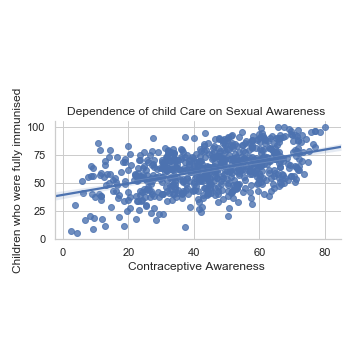 Dependence of child Care on Sexual Awareness
Children who were fully immunised
100
75
50
25
0
0 20 40 60 80
Contraceptive Awareness